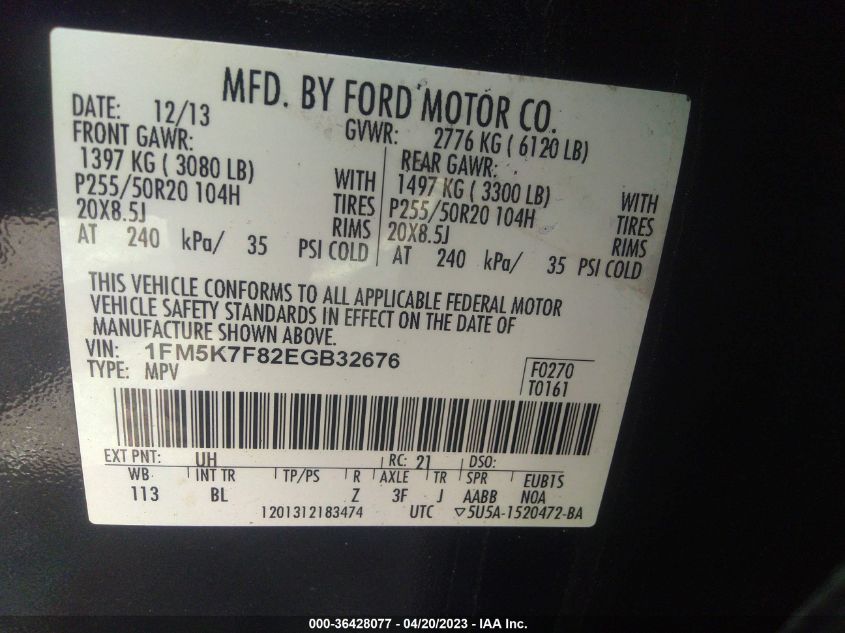 MFD. BY FORD MOTOR CO.
DATE: 12/13 GVWR: 2776 KG ( 6120 LB)
FRONT GAWR: REAR GAWR:
1397 KG ( 3080 LB) WITH 1497 KG ( 3300 LB) WITH
P255/50R20 104H TIRES P255/50R20 104H TIRES
20X8.5J RIMS 20X8.5J RIMS
AT 240 kPa/ 35 PSI COLD AT 240 kPa/ 35 PSI COLD
THIS VEHICLE CONFORMS TO ALL APPLICABLE FEDERAL MOTOR
VEHICLE SAFETY STANDARDS IN EFFECT ON THE DATE OF
MANUFACTURE SHOWN ABOVE.
VIN: 1FM5K7F82EGB32676
TYPE: MPV
F0270
T0161
EXT PNT: UH RC: 21 DSO:
WB INT TR TP/PS R AXLE TR SPR EUB1S
113 BL Z 3F J AABB N0A
1201312183474 UTC ▽5U5A-1520472-BA
000-36428077 - 04/20/2023 - IAA Inc.